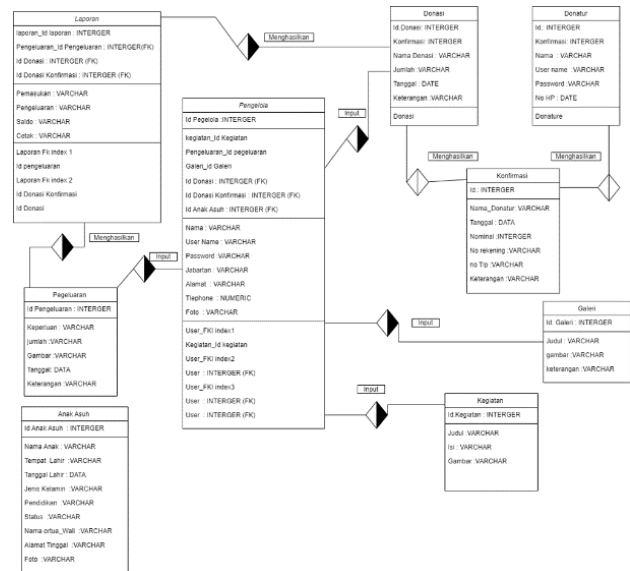 Laporan
laporan_Id laporan : INTERGER
Pengeluaran_Id Pengeluaran : INTERGER(FK)
Id Donasi : INTERGER (FK)
Id Donasi Konfirmasi : INTERGER (FK)
Pemasukan : VARCHAR
Pengeluaran : VARCHAR
Saldo : VARCHAR
Cetak : VARCHAR
Laporan Fk index 1
Id pengeluaran
Laporan Fk index 2
Id Donasi Konfirmasi
Id Donasi
Menghasilkan
Donasi
Id.Donasi: INTERGER
Konfirmasi: INTERGER
Nama Donasi : VARCHAR
Jumlah : VARCHAR
Tanggal : DATE
Keterangan : VARCHAR
Donasi
Donatur
Id. : INTERGER
Konfirmasi: INTERGER
Nama : VARCHAR
User name : VARCHAR
Password : VARCHAR
No HP : DATE
Donature
Input
Menghasilkan
Menghasilkan
Pengelola
Id Pegelola :INTERGER
kegiatan_Id Kegiatan
Pengeluaran_Id pegeluaran
Galeri_id Galeri
Id Donasi : INTERGER (FK)
Id Donasi Konfirmasi : INTERGER (FK)
Id Anak Asuh : INTERGER (FK)
Nama : VARCHAR
User Name : VARCHAR
Password :VARCHAR
Jabartan : VARCHAR
Alamat : VARCHAR
Tlephone : NUMERIC
Foto : VARCHAR
User_FKI index1
Kegiatan_Id kegiatan
User_FKI index2
User : INTERGER (FK)
User_FKI index3
User : INTERGER (FK)
User : INTERGER (FK)
Konfirmasi
Id.: INTERGER
Nama_Donatur: VARCHAR
Tanggal : DATA
Nominsl :INTERGER
No rekening : VARCHAR
no Tlp : VARCHAR
Keterangan : VARCHAR
Menghasilkan
Input
Pegeluaran
Id Pengeluaran : INTERGER
Keperluan : VARCHAR
jumlah :VARCHAR
Gambar : VARCHAR
Tanggal: DATA
Keterangan : VARCHAR
Input
Galeri
Id Galeri : INTERGER
Judul : VARCHAR
gambar :VARCHAR
keterangan : VARCHAR
Input
Kegiatan
Id.Kegiatan : INTERGER
Judul :VARCHAR
Isi : VARCHAR
Gambar :VARCHAR
Anak Asuh
Id Anak Asuh : INTERGER
Nama Anak : VARCHAR
Tempat Lahir : VARCHAR
Tanggal Lahir : DATA
Jenis Kelamin : VARCHAR
Pendidikan : VARCHAR
Status : VARCHAR
Nama ortua_Wali :VARCHAR
Alamat Tinggal : VARCHAR
Foto : VARCHAR